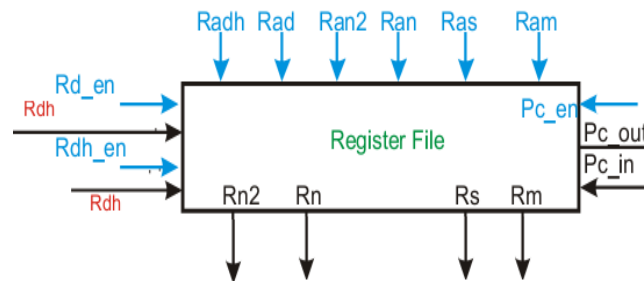 Radh Rad Ran2 Ran Ras Ram
Rd_en
Rdh
Pc_en
Register File
Pc_out
Rdh_en
Pc_in
Rdh
Rn2 Rn Rs Rm